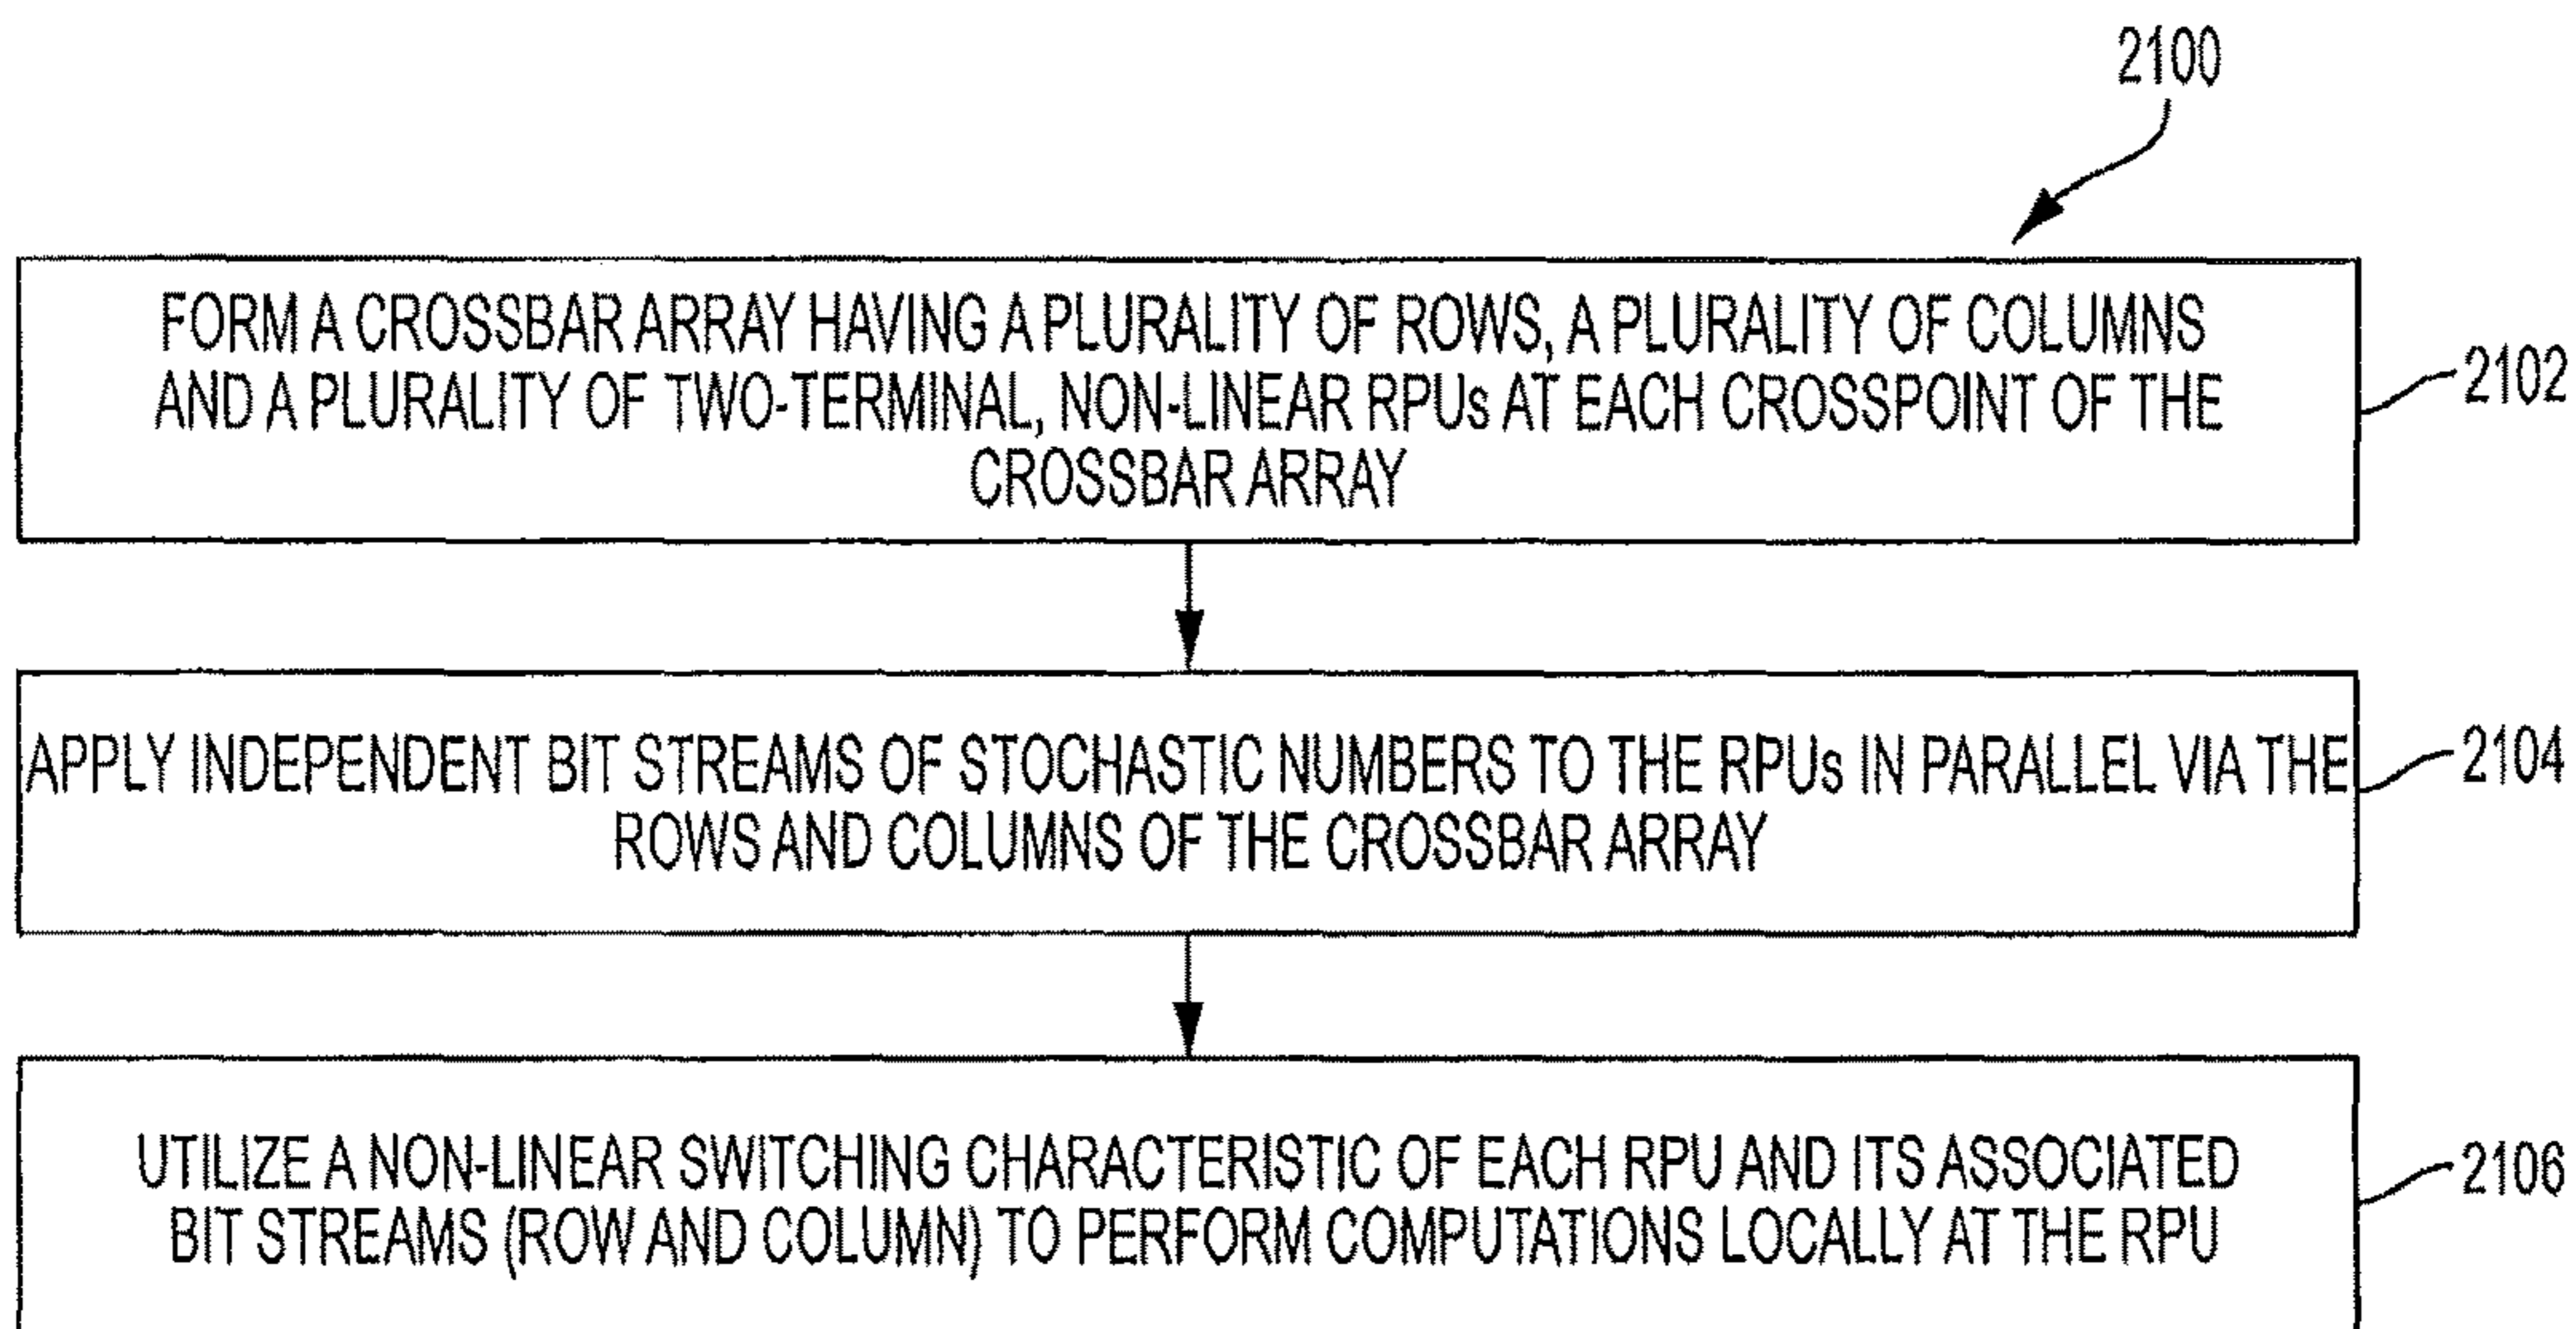 2100
FORM A CROSSBAR ARRAY HAVING A PLURALITY OF ROWS, A PLURALITY OF COLUMNS
AND A PLURALITY OF TWO-TERMINAL, NON-LINEAR RPUs AT EACH CROSSPOINT OF THE
CROSSBAR ARRAY
2102
APPLY INDEPENDENT BIT STREAMS OF STOCHASTIC NUMBERS TO THE RPUs IN PARALLEL VIA THE
ROWS AND COLUMNS OF THE CROSSBAR ARRAY
2104
UTILIZE A NON-LINEAR SWITCHING CHARACTERISTIC OF EACH RPU AND ITS ASSOCIATED
BIT STREAMS (ROW AND COLUMN) TO PERFORM COMPUTATIONS LOCALLY AT THE RPU
2106